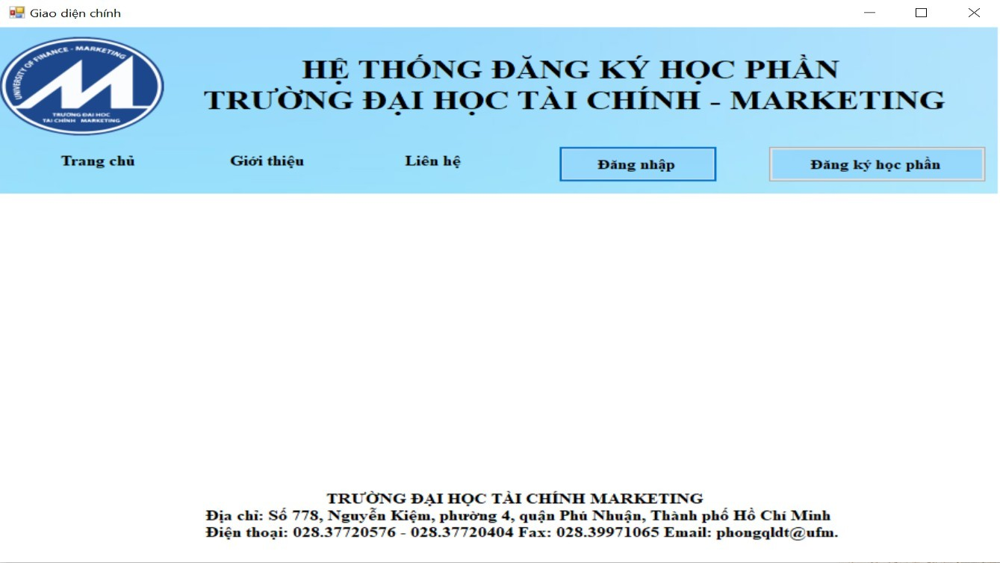 Giao diện chính
UNIVERSITY OF FINANCE - MARKETING
TRƯỜNG ĐẠI HỌC
TÀI CHÍNH MARKETING
HỆ THỐNG ĐĂNG KÝ HỌC PHẦN
TRƯỜNG ĐẠI HỌC TÀI CHÍNH - MARKETING
Trang chủ Giới thiệu Liên hệ Đăng nhập Đăng ký học phần
TRƯỜNG ĐẠI HỌC TÀI CHÍNH MARKETING
Địa chỉ: Số 778, Nguyễn Kiệm, phường 4, quận Phú Nhuận, Thành phố Hồ Chí Minh
Điện thoại: 028.37720576 - 028.37720404 Fax: 028.39971065 Email: phongqldt@ufm.